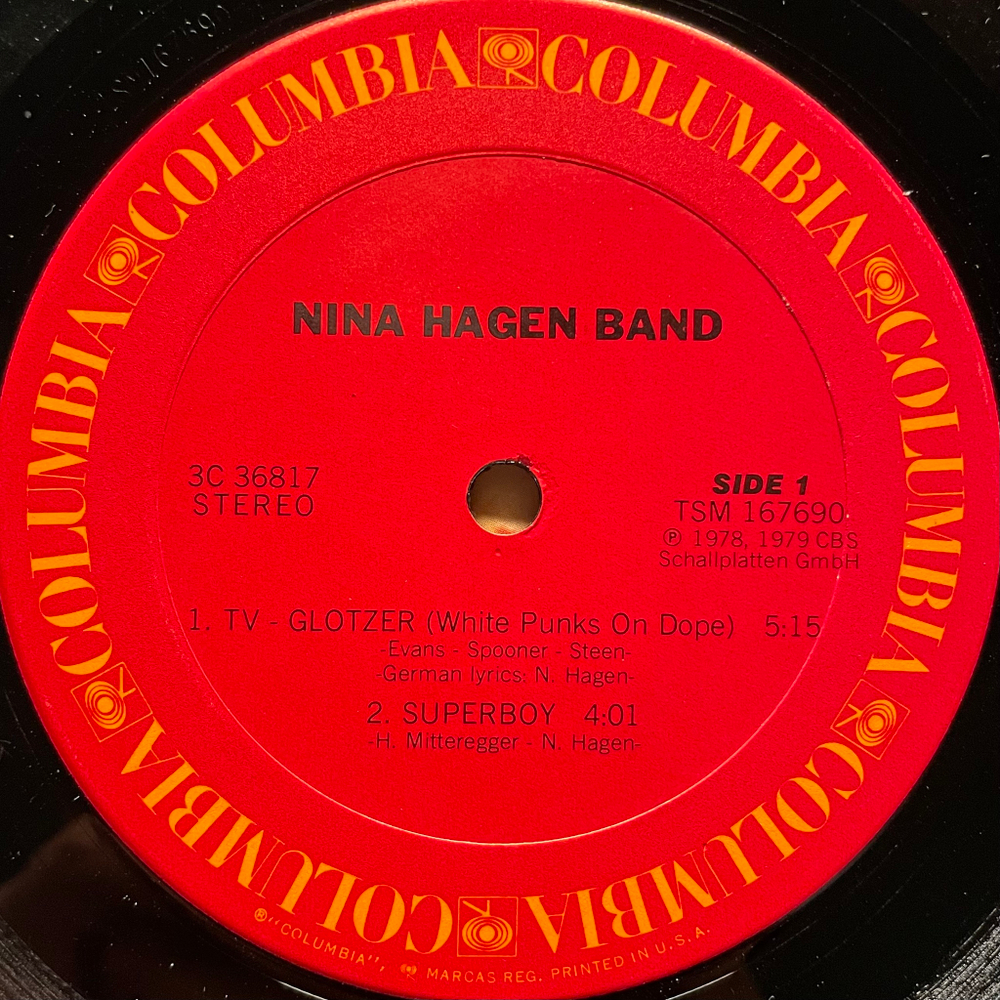 COLUMBIA COLUMBIA COLUMBIA COLUMBIA COLUMBIA COLUMBIA COLUMBIA COLUMBIA
NINA HAGEN BAND
3C 36817
STEREO
SIDE 1
TSM 167690
℗ 1978, 1979 CBS
Schallplatten GmbH
1. TV - GLOTZER (White Punks On Dope) 5:15
-Evans - Spooner - Steen-
-German lyrics: N. Hagen-
2. SUPERBOY 4:01
-H. Mitteregger - N. Hagen-
®"COLUMBIA", MARCAS REG. PRINTED IN U.S.A.